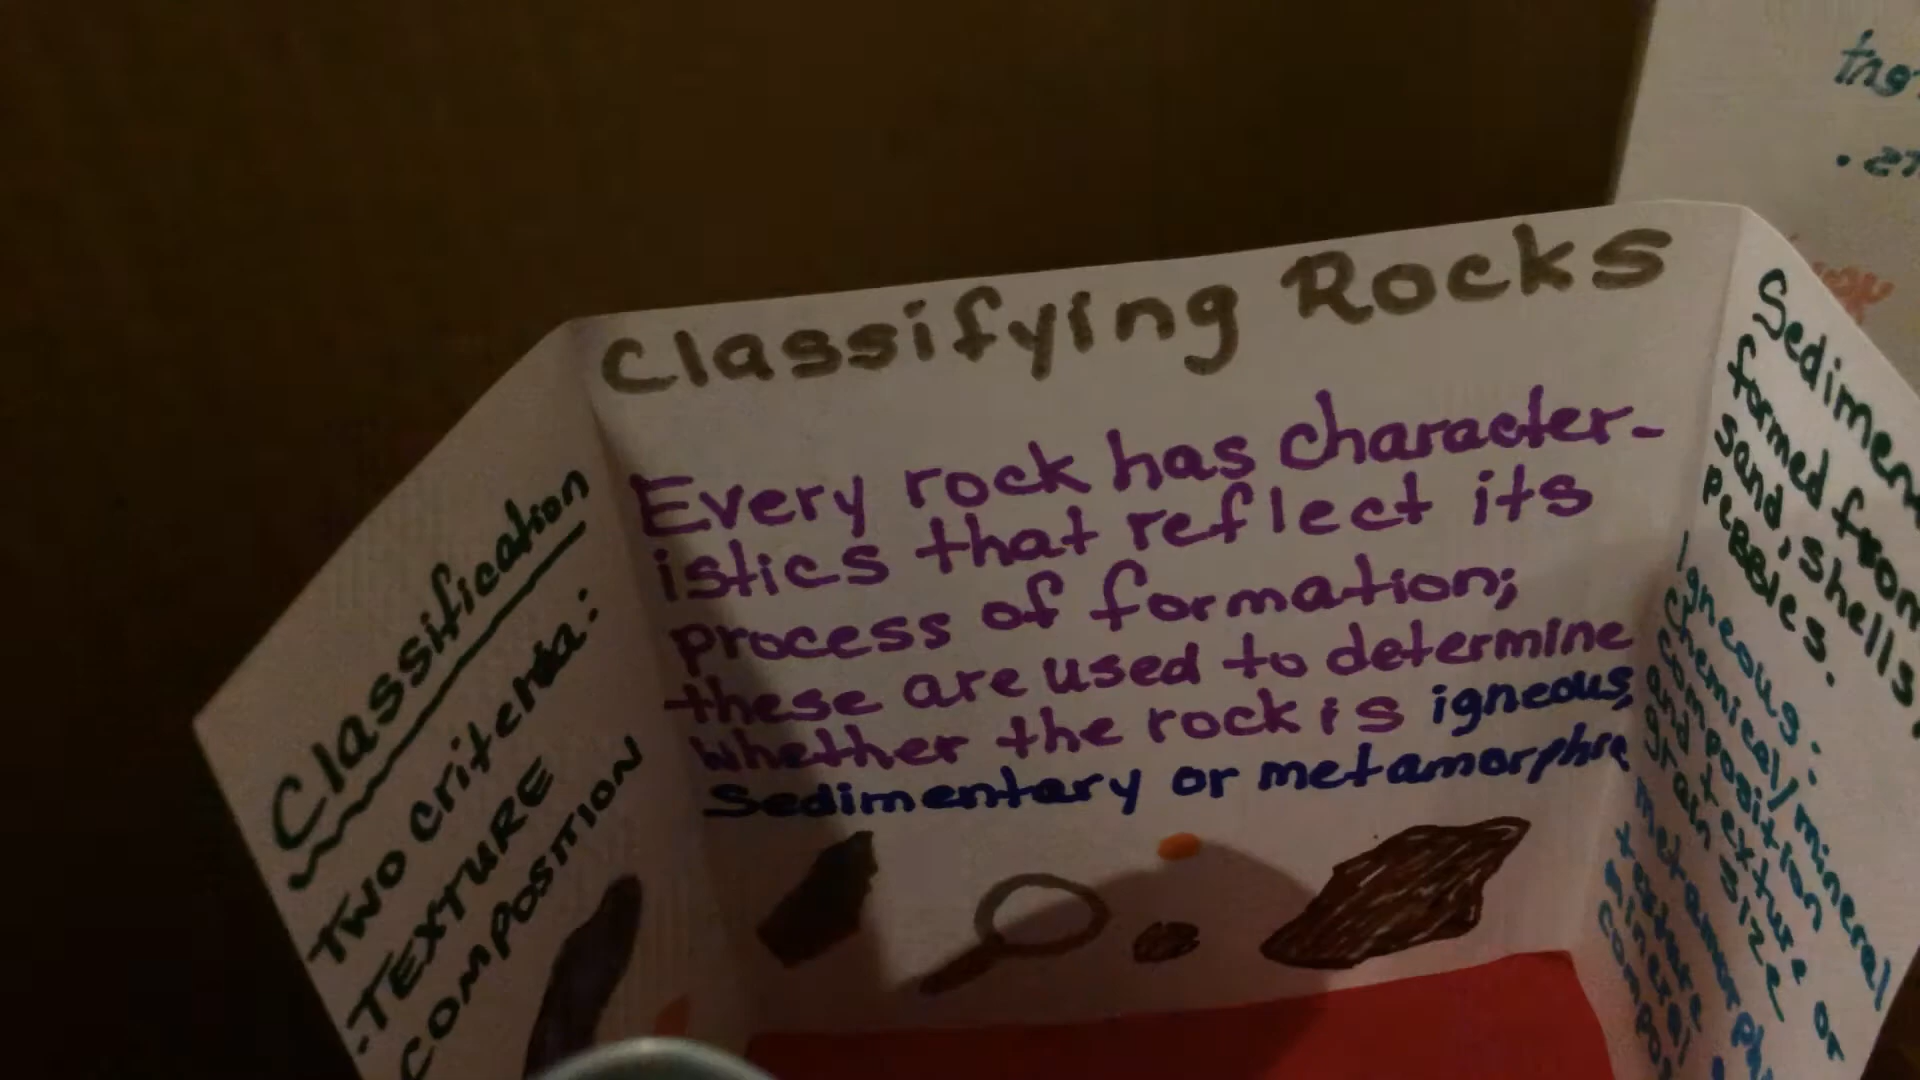 Classifying Rocks
Every rock has character-
istics that reflect its
process of formation;
these are used to determine
whether the rock is igneous,
Sedimentary or metamorphic
Classification
TWO criteria:
·TEXTURE
COMPOSITION
formed from
sand, shells,
PEBBLES.
Igneous:
Chemical/mineral
composition
and texture or
grain size